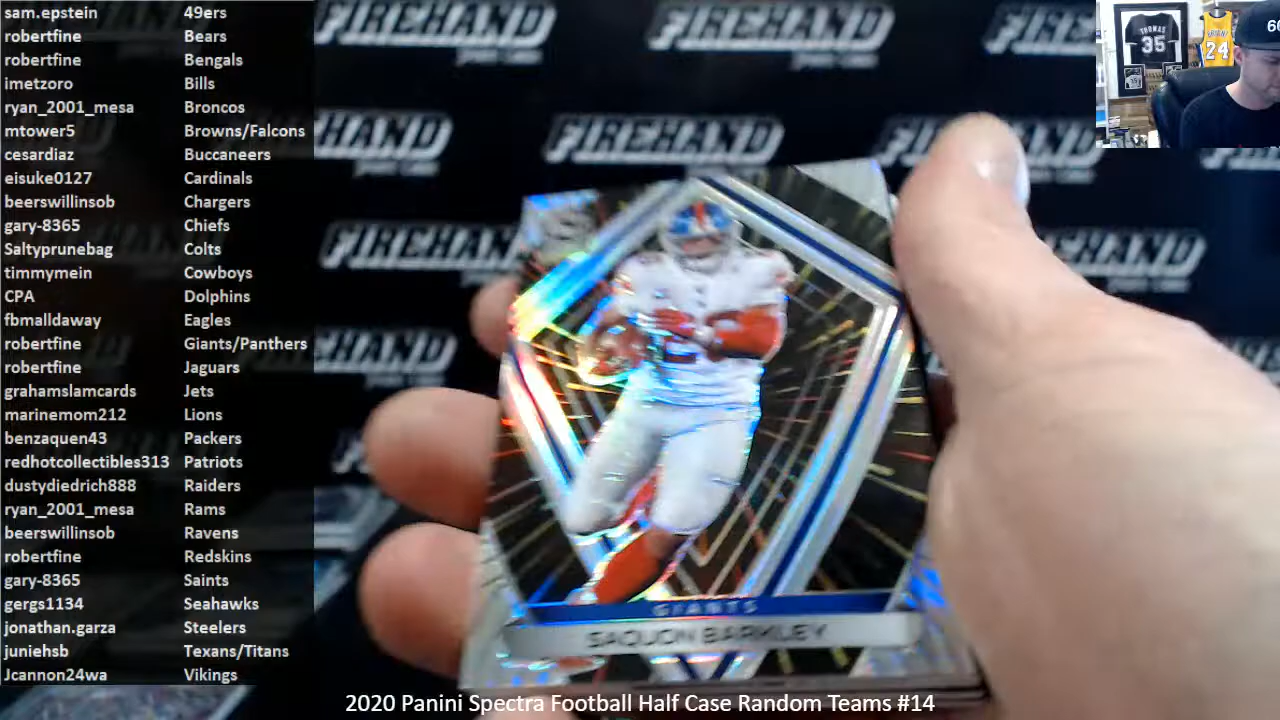 sam.epstein 49ers
robertfine Bears
robertfine Bengals
imetzoro Bills
ryan_2001_mesa Broncos
mtower5 Browns/Falcons
cesardiaz Buccaneers
eisuke0127 Cardinals
beerswillinsob Chargers
gary-8365 Chiefs
Saltyprunebag Colts
timmymein Cowboys
CPA Dolphins
fbmalldaway Eagles
robertfine Giants/Panthers
robertfine Jaguars
grahamslamcards Jets
marinemom212 Lions
benzaquen43 Packers
redhotcollectibles313 Patriots
dustydiedrich888 Raiders
ryan_2001_mesa Rams
beerswillinsob Ravens
robertfine Redskins
gary-8365 Saints
gergs1134 Seahawks
jonathan.garza Steelers
juniehsb Texans/Titans
Jcannon24wa Vikings
FIREHAND
FIREHAND
FIREHAND
FIREHAND
FIREHAND
THOMAS
35
24
60
GIANTS
SAQUON BARKLEY
2020 Panini Spectra Football Half Case Random Teams #14